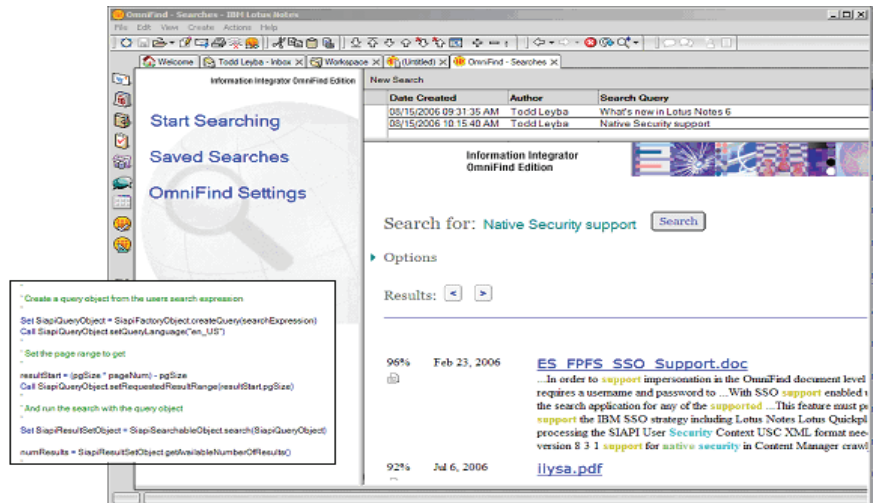 OmniFind - Searches - IBM Lotus Notes
File Edit View Create Actions Help
Welcome Todd Leyba - Inbox Workspace (Untitled) OmniFind - Searches
Information Integrator OmniFind Edition
Start Searching
Saved Searches
OmniFind Settings
New Search
Date Created Author Search Query
08/15/2006 09:31:35 AM Todd Leyba What's new in Lotus Notes 6
08/15/2006 10:15:40 AM Todd Leyba Native Security support
Information Integrator
OmniFind Edition
Search for: Native Security support Search
Options
Results: < >
96% Feb 23, 2006 ES_FPFS_SSO_Support.doc
...In order to support impersonation in the OmniFind document level
requires a username and password to ...With SSO support enabled
the search application for any of the supported ...This feature must
support the IBM SSO strategy including Lotus Notes Lotus Quickpl
processing the SIAPI User Security Context USC XML format nee
version 8 3 1 support for native security in Content Manager crawl
92% Jul 6, 2006 ilysa.pdf
'
'Create a query object from the users search expression
'
Set SiapiQueryObject = SiapiFactoryObject.createQuery(searchExpression)
Call SiapiQueryObject.setQueryLanguage("en_US")
'
'Set the page range to get
'
resultStart = (pgSize * pageNum) - pgSize
Call SiapiQueryObject.setRequestedResultRange(resultStart,pgSize)
'
'And run the search with the query object
'
Set SiapiResultSetObject = SiapiSearchableObject.search(SiapiQueryObject)
'
numResults = SiapiResultSetObject.getAvailableNumberOfResults()